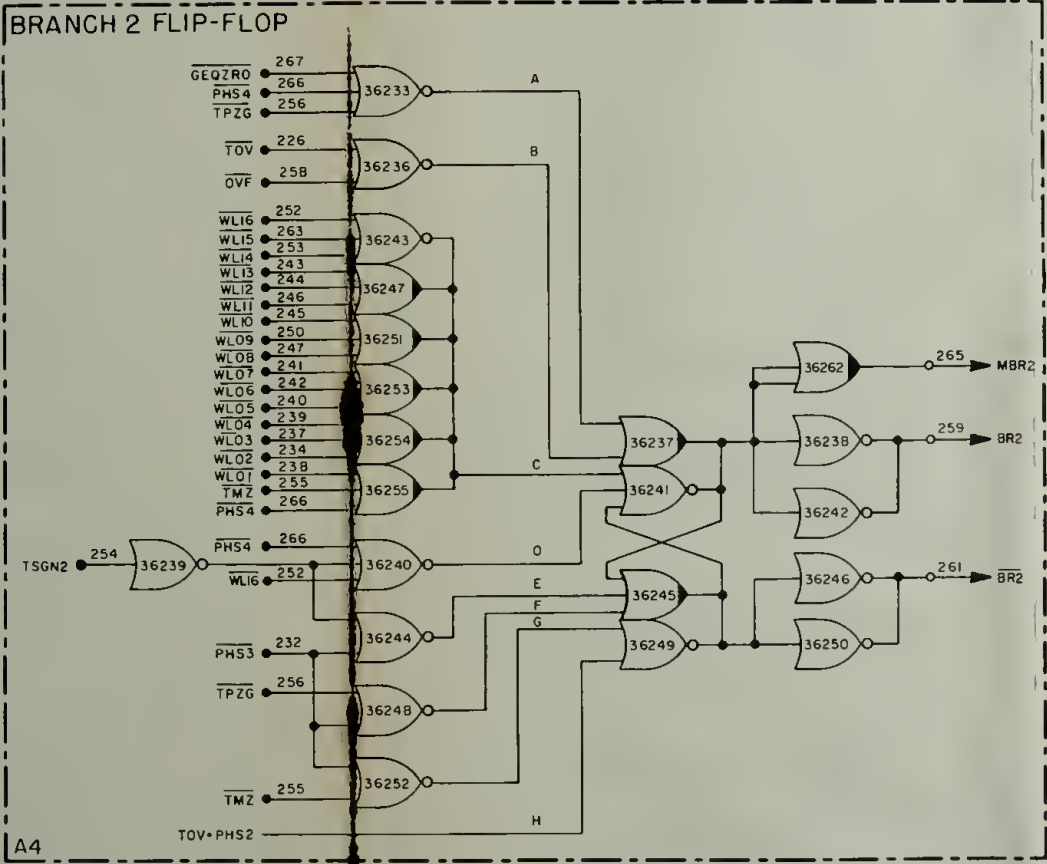 BRANCH 2 FLIP-FLOP
GEQZRO 267
PHS4 266
TPZG 256
36233
A
TOV 226
OVF 258
36236
B
WL16 252
WL15 263
WL14 253
WL13 243
WL12 244
WL11 246
WL10 245
WL09 250
WL08 247
WL07 241
WL06 242
WL05 240
WL04 239
WL03 237
WL02 234
WL01 238
TMZ 255
PHS4 266
36243
36247
36251
36253
36254
36255
C
TSGN2 254
36239
PHS4 266
WL16 252
36240
D
36244
E
F
G
PHS3 232
TPZG 256
36248
36252
TMZ 255
TOV•PHS2
H
36237
36241
36245
36249
36262
265 MBR2
36238
259 BR2
36242
36246
261 BR2
36250
A4